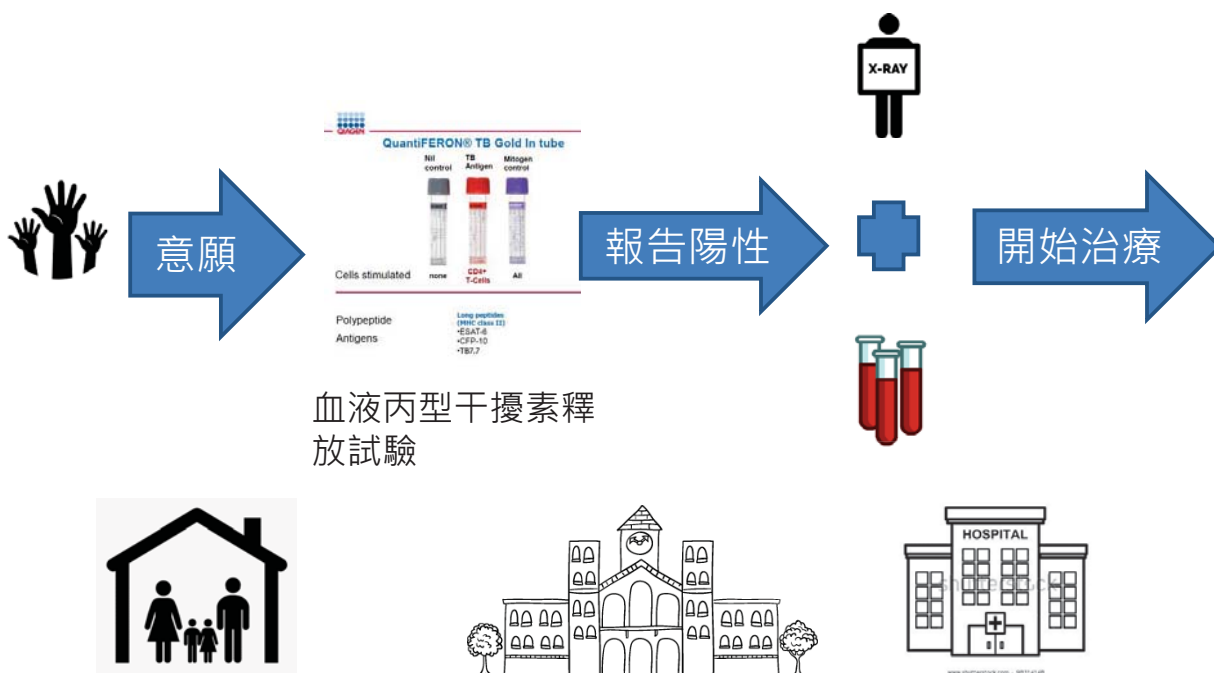 X-RAY
QIAGEN
QuantiFERON® TB Gold In tube
Nil control
TB Antigen
Mitogen control
意願
報告陽性
開始治療
Cells stimulated
none
CD4+ T-Cells
All
Polypeptide Antigens
Long peptides
(MHC class II)
•ESAT-6
•CFP-10
•TB7.7
血液丙型干擾素釋
放試驗
HOSPITAL
shutterstock